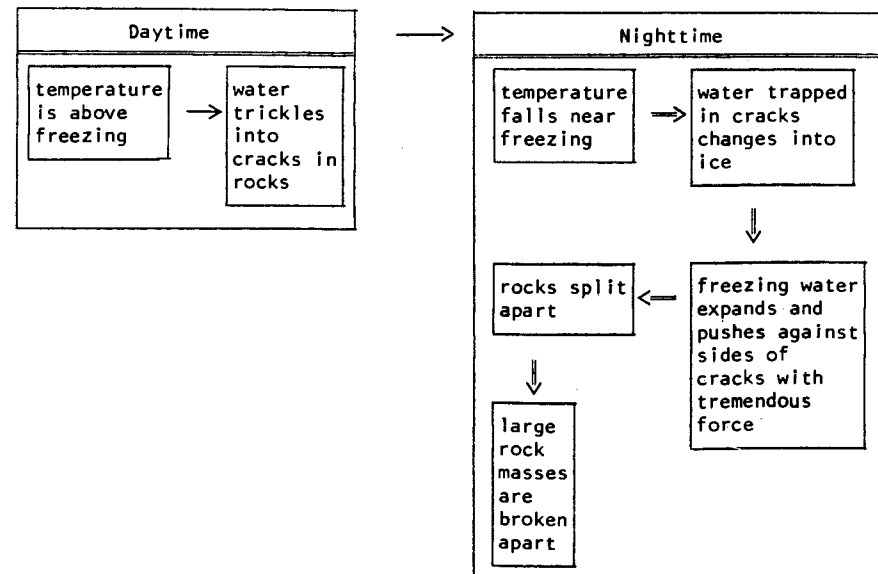 Daytime
temperature
is above
freezing
water
trickles
into
cracks in
rocks
Nighttime
temperature
falls near
freezing
water trapped
in cracks
changes into
ice
freezing water
expands and
pushes against
sides of
cracks with
tremendous
force
rocks split
apart
large
rock
masses
are
broken
apart